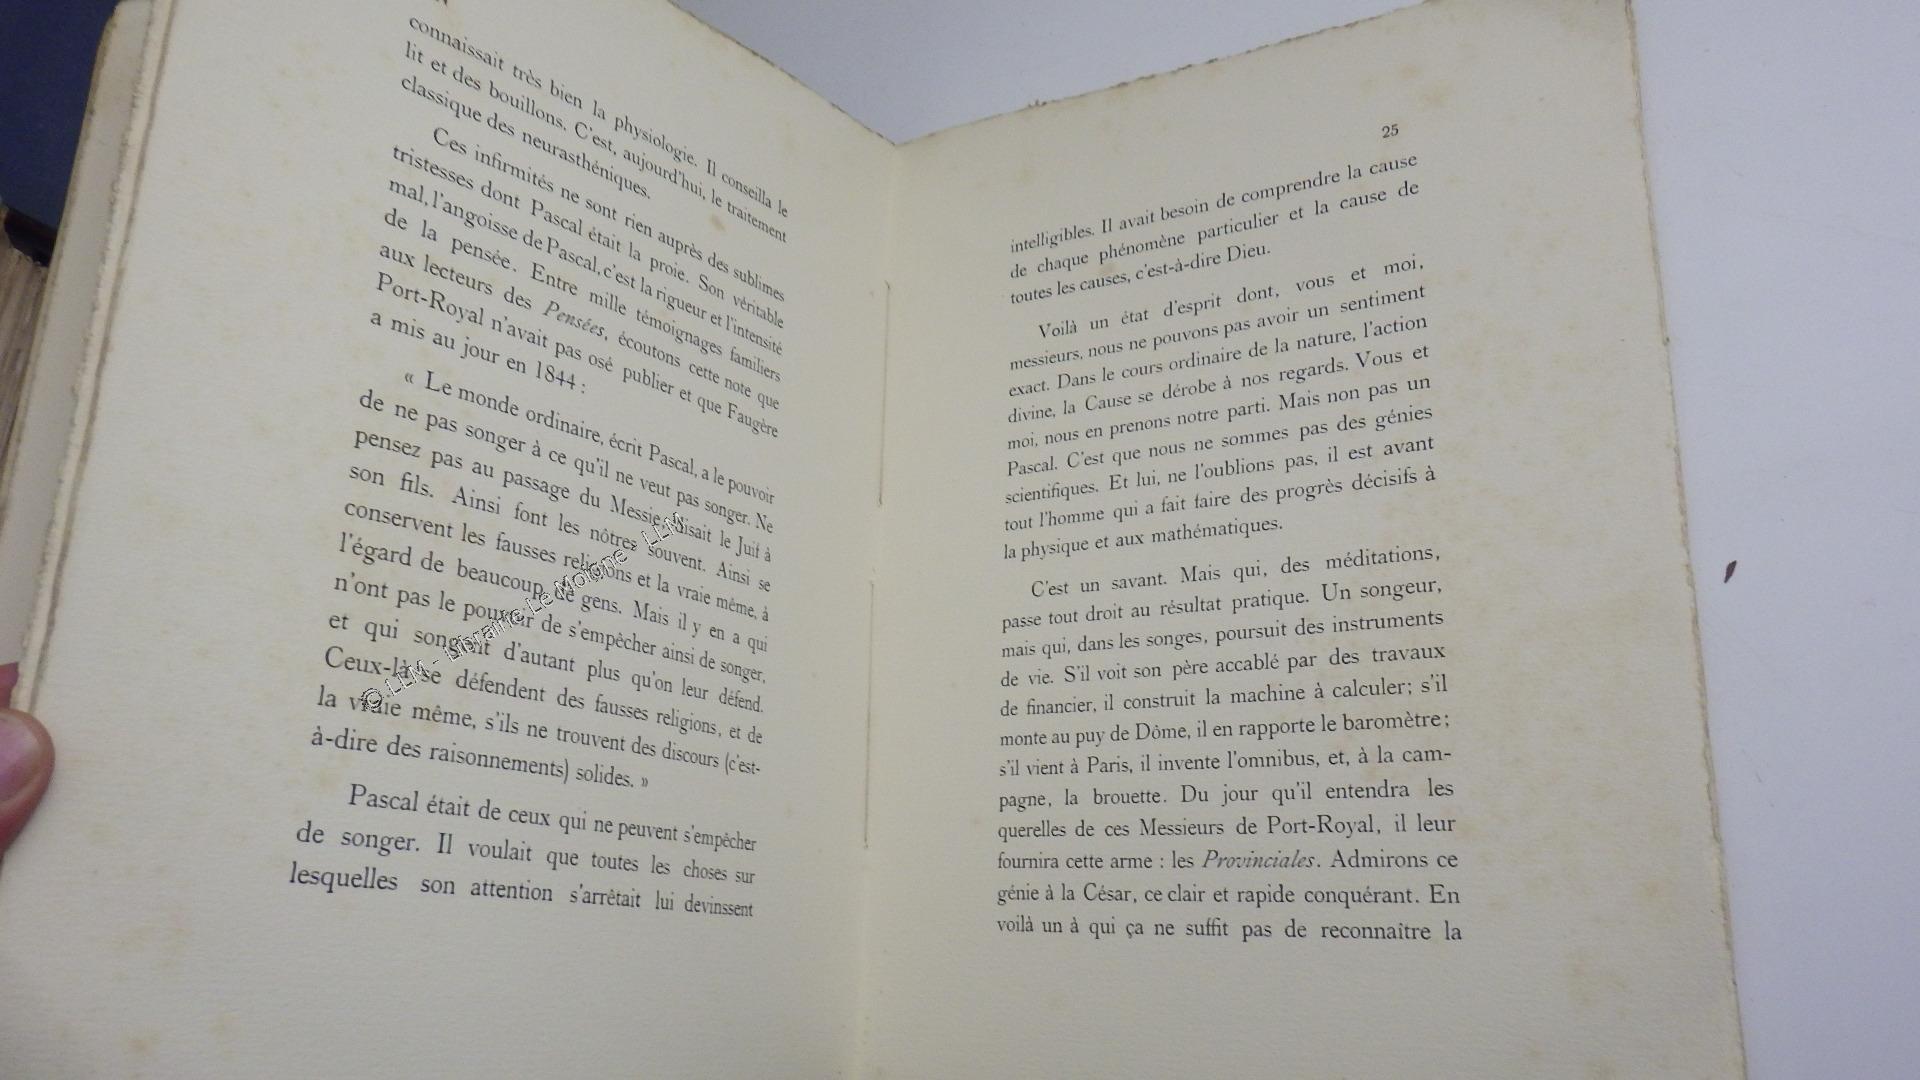 connaissait très bien la physiologie. Il conseilla le
lit et des bouillons. C'est, aujourd'hui, le traitement
classique des neurasthéniques.
Ces infirmités ne sont rien auprès des sublimes
tristesses dont Pascal était la proie. Son véritable
mal, l'angoisse de Pascal, c'est la rigueur et l'intensité
de la pensée. Entre mille témoignages familiers
aux lecteurs des Pensées, écoutons cette note que
Port-Royal n'avait pas osé publier et que Faugère
a mis au jour en 1844 :
« Le monde ordinaire, écrit Pascal, a le pouvoir
de ne pas songer à ce qu'il ne veut pas songer. Ne
pensez pas au passage du Messie, disait le Juif à
son fils. Ainsi font les nôtres souvent. Ainsi se
conservent les fausses religions et la vraie même, à
l'égard de beaucoup de gens. Mais il y en a qui
n'ont pas le pouvoir de s'empêcher ainsi de songer,
et qui songent d'autant plus qu'on leur défend.
Ceux-là se défendent des fausses religions, et de
la vraie même, s'ils ne trouvent des discours (c'est-
à-dire des raisonnements) solides. »
Pascal était de ceux qui ne peuvent s'empêcher
de songer. Il voulait que toutes les choses sur
lesquelles son attention s'arrêtait lui devinssent
© LLM - Librairie Le Moigne - LLM
25
intelligibles. Il avait besoin de comprendre la cause
de chaque phénomène particulier et la cause de
toutes les causes, c'est-à-dire Dieu.
Voilà un état d'esprit dont, vous et moi,
messieurs, nous ne pouvons pas avoir un sentiment
exact. Dans le cours ordinaire de la nature, l'action
divine, la Cause se dérobe à nos regards. Vous et
moi, nous en prenons notre parti. Mais non pas un
Pascal. C'est que nous ne sommes pas des génies
scientifiques. Et lui, ne l'oublions pas, il est avant
tout l'homme qui a fait faire des progrès décisifs à
la physique et aux mathématiques.
C'est un savant. Mais qui, des méditations,
passe tout droit au résultat pratique. Un songeur,
mais qui, dans les songes, poursuit des instruments
de vie. S'il voit son père accablé par des travaux
de financier, il construit la machine à calculer; s'il
monte au puy de Dôme, il en rapporte le baromètre;
s'il vient à Paris, il invente l'omnibus, et, à la cam-
pagne, la brouette. Du jour qu'il entendra les
querelles de ces Messieurs de Port-Royal, il leur
fournira cette arme : les Provinciales. Admirons ce
génie à la César, ce clair et rapide conquérant. En
voilà un à qui ça ne suffit pas de reconnaître la